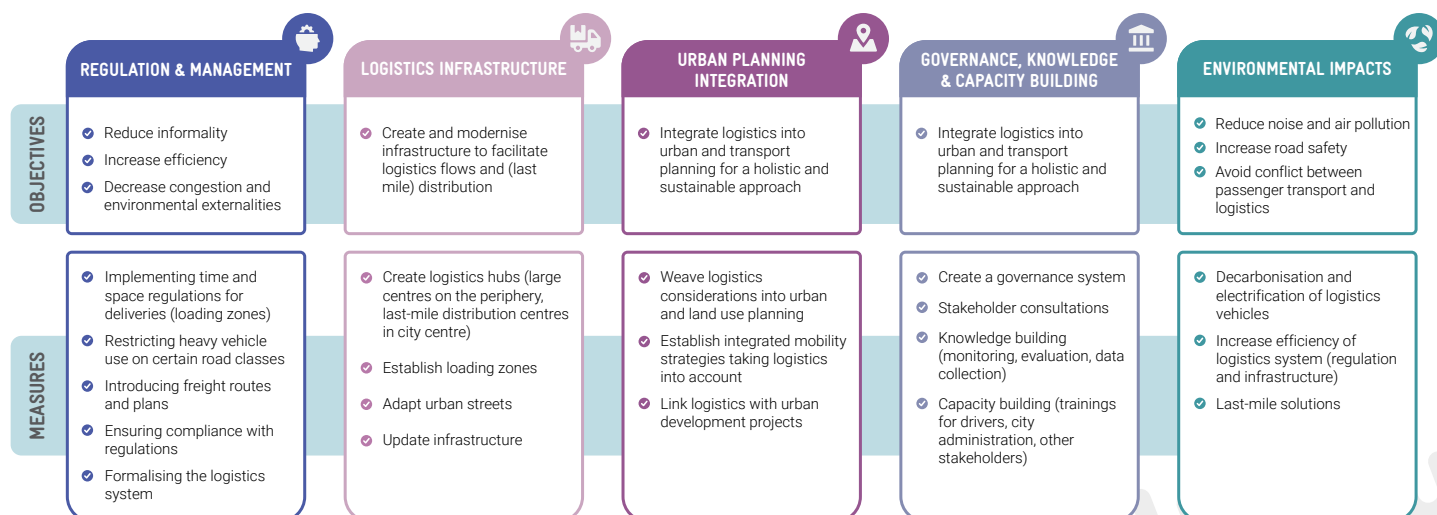 REGULATION & MANAGEMENT
LOGISTICS INFRASTRUCTURE
URBAN PLANNING
INTEGRATION
GOVERNANCE, KNOWLEDGE
& CAPACITY BUILDING
ENVIRONMENTAL IMPACTS
OBJECTIVES
Reduce informality
Increase efficiency
Decrease congestion and
environmental externalities
Create and modernise
infrastructure to facilitate
logistics flows and (last
mile) distribution
Integrate logistics into
urban and transport
planning for a holistic and
sustainable approach
Integrate logistics into
urban and transport
planning for a holistic and
sustainable approach
Reduce noise and air pollution
Increase road safety
Avoid conflict between
passenger transport and
logistics
MEASURES
Implementing time and
space regulations for
deliveries (loading zones)
Restricting heavy vehicle
use on certain road classes
Introducing freight routes
and plans
Ensuring compliance with
regulations
Formalising the logistics
system
Create logistics hubs (large
centres on the periphery,
last-mile distribution centres
in city centre)
Establish loading zones
Adapt urban streets
Update infrastructure
Weave logistics
considerations into urban
and land use planning
Establish integrated mobility
strategies taking logistics
into account
Link logistics with urban
development projects
Create a governance system
Stakeholder consultations
Knowledge building
(monitoring, evaluation, data
collection)
Capacity building (trainings
for drivers, city
administration, other
stakeholders)
Decarbonisation and
electrification of logistics
vehicles
Increase efficiency of
logistics system (regulation
and infrastructure)
Last-mile solutions